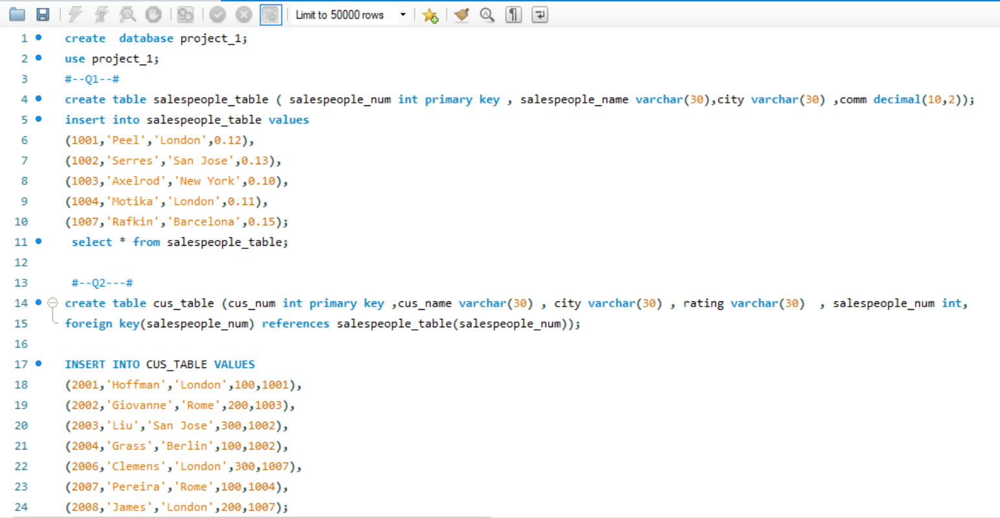 Limit to 50000 rows
1 create  database project_1;
2 use project_1;
3 #--Q1--#
4 create table salespeople_table ( salespeople_num int primary key , salespeople_name varchar(30),city varchar(30) ,comm decimal(10,2));
5 insert into salespeople_table values
6 (1001,'Peel','London',0.12),
7 (1002,'Serres','San Jose',0.13),
8 (1003,'Axelrod','New York',0.10),
9 (1004,'Motika','London',0.11),
10 (1007,'Rafkin','Barcelona',0.15);
11 select * from salespeople_table;
12
13 #--Q2---#
14 create table cus_table (cus_num int primary key ,cus_name varchar(30) , city varchar(30) , rating varchar(30)  , salespeople_num int,
15 foreign key(salespeople_num) references salespeople_table(salespeople_num));
16
17 INSERT INTO CUS_TABLE VALUES
18 (2001,'Hoffman','London',100,1001),
19 (2002,'Giovanne','Rome',200,1003),
20 (2003,'Liu','San Jose',300,1002),
21 (2004,'Grass','Berlin',100,1002),
22 (2006,'Clemens','London',300,1007),
23 (2007,'Pereira','Rome',100,1004),
24 (2008,'James','London',200,1007);